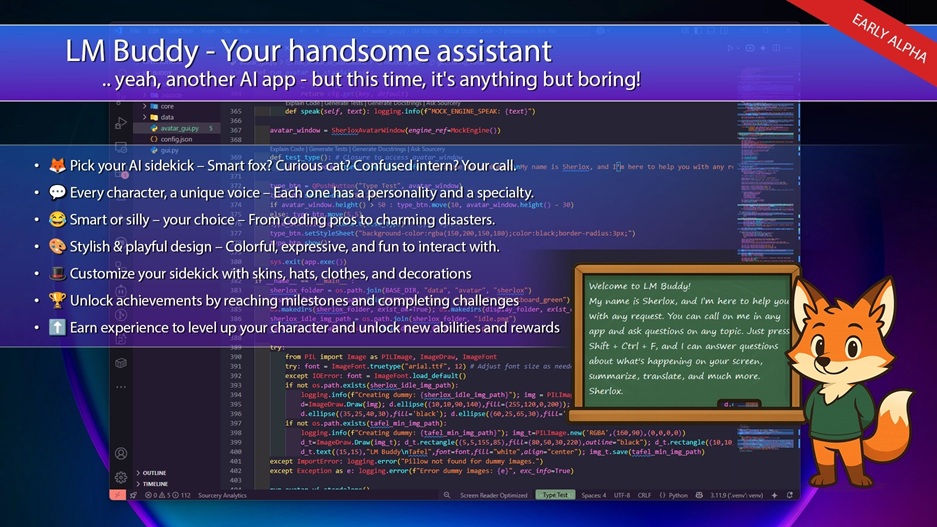 EARLY ALPHA
LM Buddy - Your handsome assistant
.. yeah, another AI app - but this time, it's anything but boring!
core
data
avatar_gui.py 5
config.json
gui.py
Explain Code | Generate Tests | Generate Docstrings | Ask Sourcery
365 def speak(self, text): logging.info(f"MOCK_ENGINE_SPEAK: {text}")
366
367 avatar_window = SherloxAvatarWindow(engine_ref=MockEngine())
• 🦊 Pick your AI sidekick – Smart fox? Curious cat? Confused intern? Your call.
• 💬 Every character, a unique voice – Each one has a personality and a specialty.
• 😂 Smart or silly – your choice – From coding pros to charming disasters.
• 🎨 Stylish & playful design – Colorful, expressive, and fun to interact with.
• 🎩 Customize your sidekick with skins, hats, clothes, and decorations
• 🏆 Unlock achievements by reaching milestones and completing challenges
• ⬆️ Earn experience to level up your character and unlock new abilities and rewards
Welcome to LM Buddy!
My name is Sherlox, and I'm here to help you
with any request. You can call on me in any
app and ask questions on any topic. Just press
Shift + Ctrl + F, and I can answer questions
about what's happening on your screen,
summarize, translate, and much more.
Sherlox.
try:
390 from PIL import Image as PILImage, ImageDraw, ImageFont
391 try: font = ImageFont.truetype("arial.ttf", 12) # Adjust font size as
392 except IOError: font = ImageFont.load_default()
393 if not os.path.exists(sherlox_idle_img_path):
394 logging.info(f"Creating dummy: {sherlox_idle_img_path}"); img =
395 d=ImageDraw.Draw(img); d.ellipse((10,10,90,140),fill=(255,120,0,200));
396 d.ellipse((35,25,40,30),fill='black'); d.ellipse((60,25,65,30),
397 if not os.path.exists(tafel_min_img_path):
398 logging.info(f"Creating dummy: {tafel_min_img_path}"); img_t=PILImage.new('RGBA',(160,90),(0,0,0,0))
399 d_t=ImageDraw.Draw(img_t); d_t.rectangle((5,5,155,85),fill=(80,50,30,220),outline="black"); d_t.rectangle((10,10
400 d_t.text((15,15),"LM Buddy\nTafel",font=font,fill="white",align="center"); img_t.save(tafel_min_img_path)
401 except ImportError: logging.error("Pillow not found for dummy images.")
402 except Exception as e: logging.error(f"Error dummy images: {e}", exc_info=True)
403
OUTLINE
TIMELINE
0 5 112 Sourcery Analytics Screen Reader Optimized Type Test Spaces: 4 UTF-8 CRLF {} Python 3.11.9 ('.venv': venv)